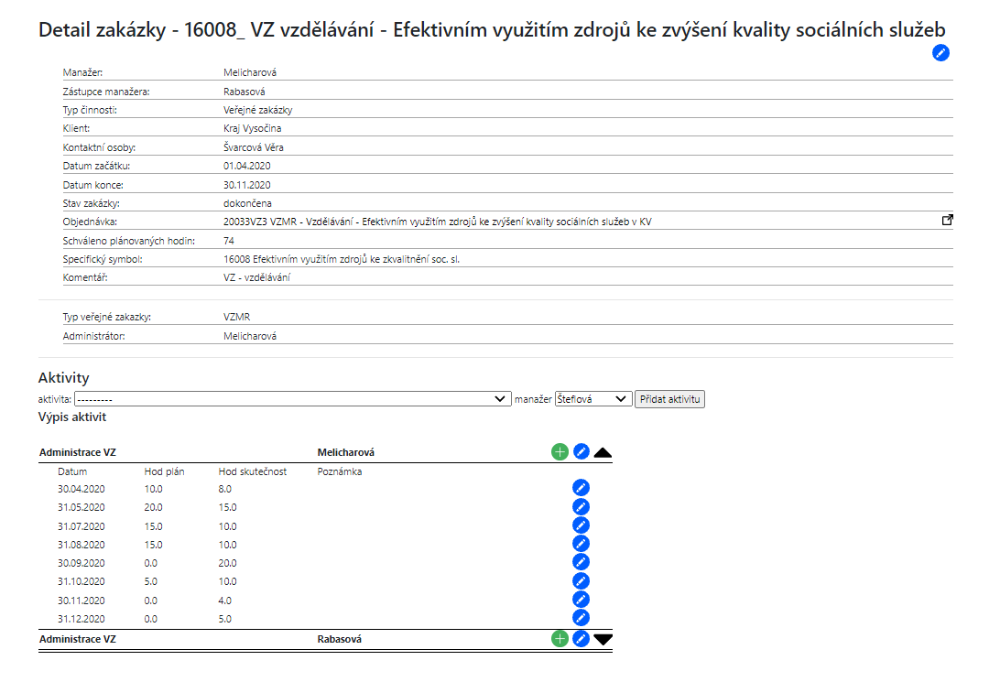 Detail zakázky - 16008_ VZ vzdělávání - Efektivním využitím zdrojů ke zvýšení kvality sociálních služeb
Manažer: Melicharová
Zástupce manažera: Rabasová
Typ činnosti: Veřejné zakázky
Klient: Kraj Vysočina
Kontaktní osoby: Švarcová Věra
Datum začátku: 01.04.2020
Datum konce: 30.11.2020
Stav zakázky: dokončena
Objednávka: 20033VZ3 VZMR - Vzdělávání - Efektivním využitím zdrojů ke zvýšení kvality sociálních služeb v KV
Schváleno plánovaných hodin: 74
Specifický symbol: 16008 Efektivním využitím zdrojů ke zkvalitnění soc. sl.
Komentář: VZ - vzdělávání
Typ veřejné zakazky: VZMR
Administrátor: Melicharová
Aktivity
aktivita: --------- manažer Šteflová Přidat aktivitu
Výpis aktivit
Administrace VZ Melicharová
Datum Hod plán Hod skutečnost Poznámka
30.04.2020 10.0 8.0
31.05.2020 20.0 15.0
31.07.2020 15.0 10.0
31.08.2020 15.0 10.0
30.09.2020 0.0 20.0
31.10.2020 5.0 10.0
30.11.2020 0.0 4.0
31.12.2020 0.0 5.0
Administrace VZ Rabasová